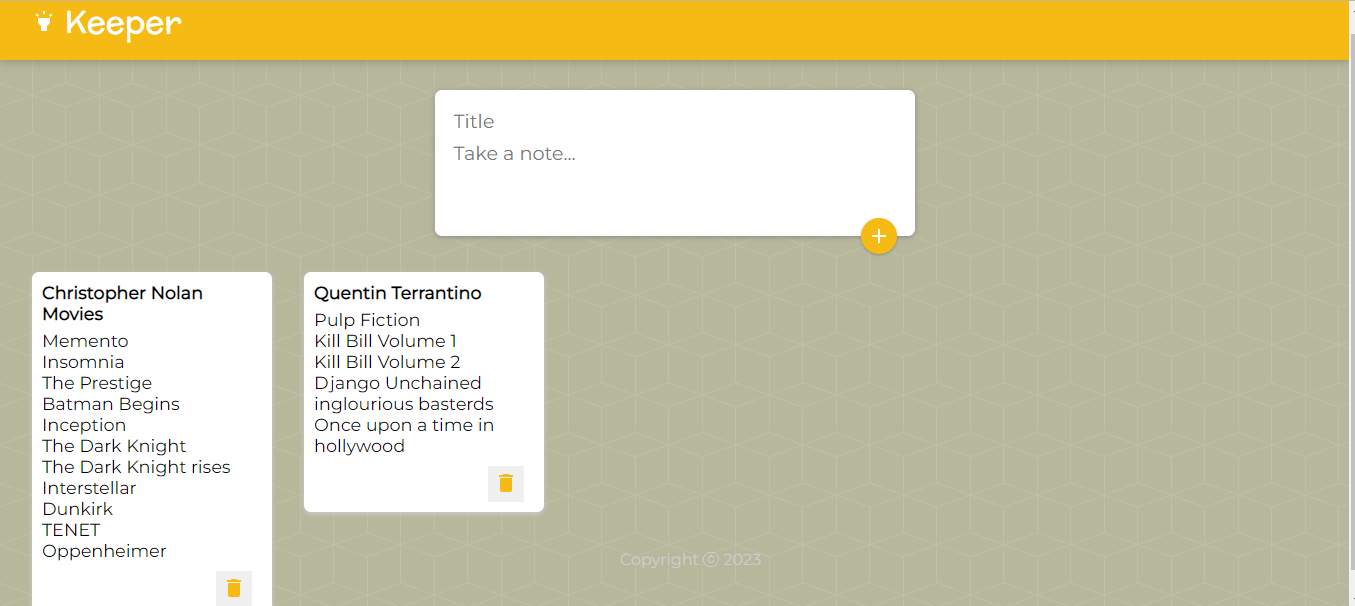 Keeper
Title
Take a note...
Christopher Nolan
Movies
Memento
Insomnia
The Prestige
Batman Begins
Inception
The Dark Knight
The Dark Knight rises
Interstellar
Dunkirk
TENET
Oppenheimer
Quentin Terrantino
Pulp Fiction
Kill Bill Volume 1
Kill Bill Volume 2
Django Unchained
inglourious basterds
Once upon a time in
hollywood
Copyright ⓒ 2023